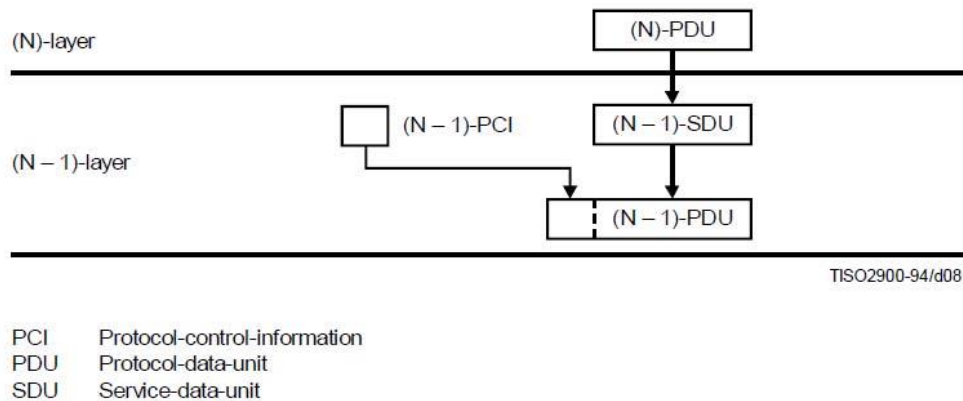 (N)-layer
(N)-PDU
(N – 1)-PCI
(N – 1)-SDU
(N – 1)-layer
(N – 1)-PDU
TISO2900-94/d08
PCI Protocol-control-information
PDU Protocol-data-unit
SDU Service-data-unit